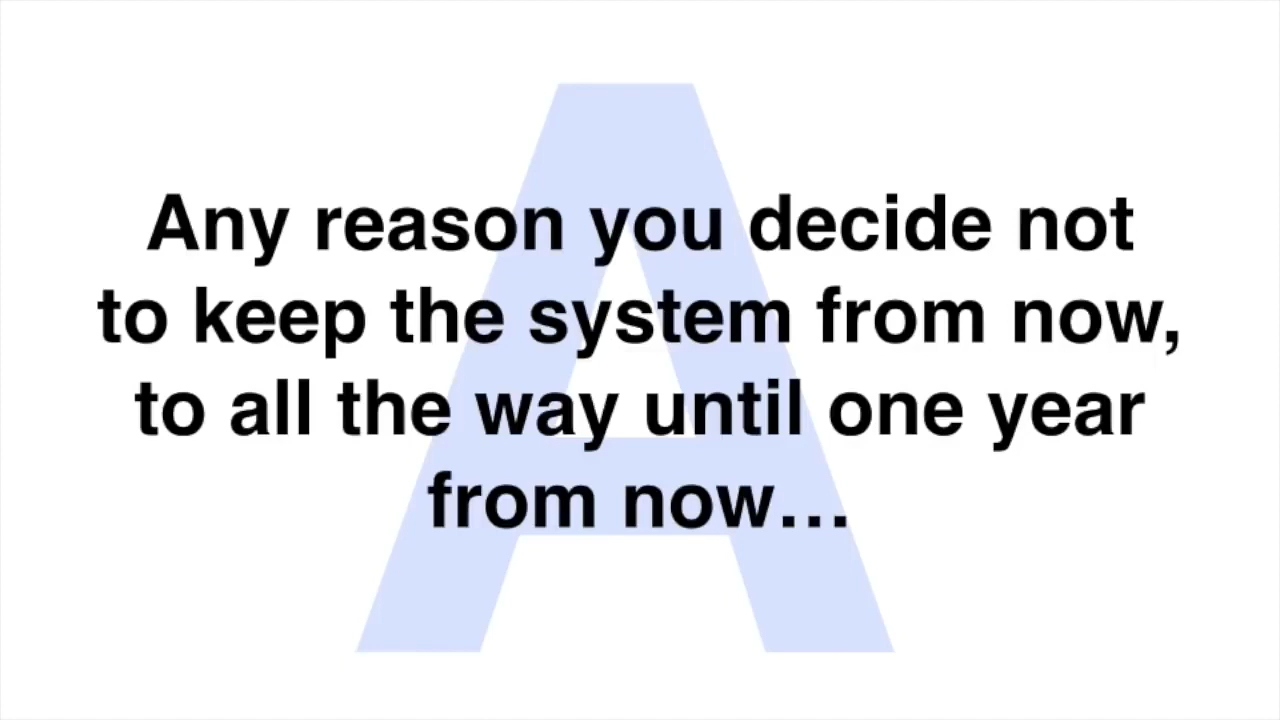 Any reason you decide not
to keep the system from now,
to all the way until one year
from now…
A